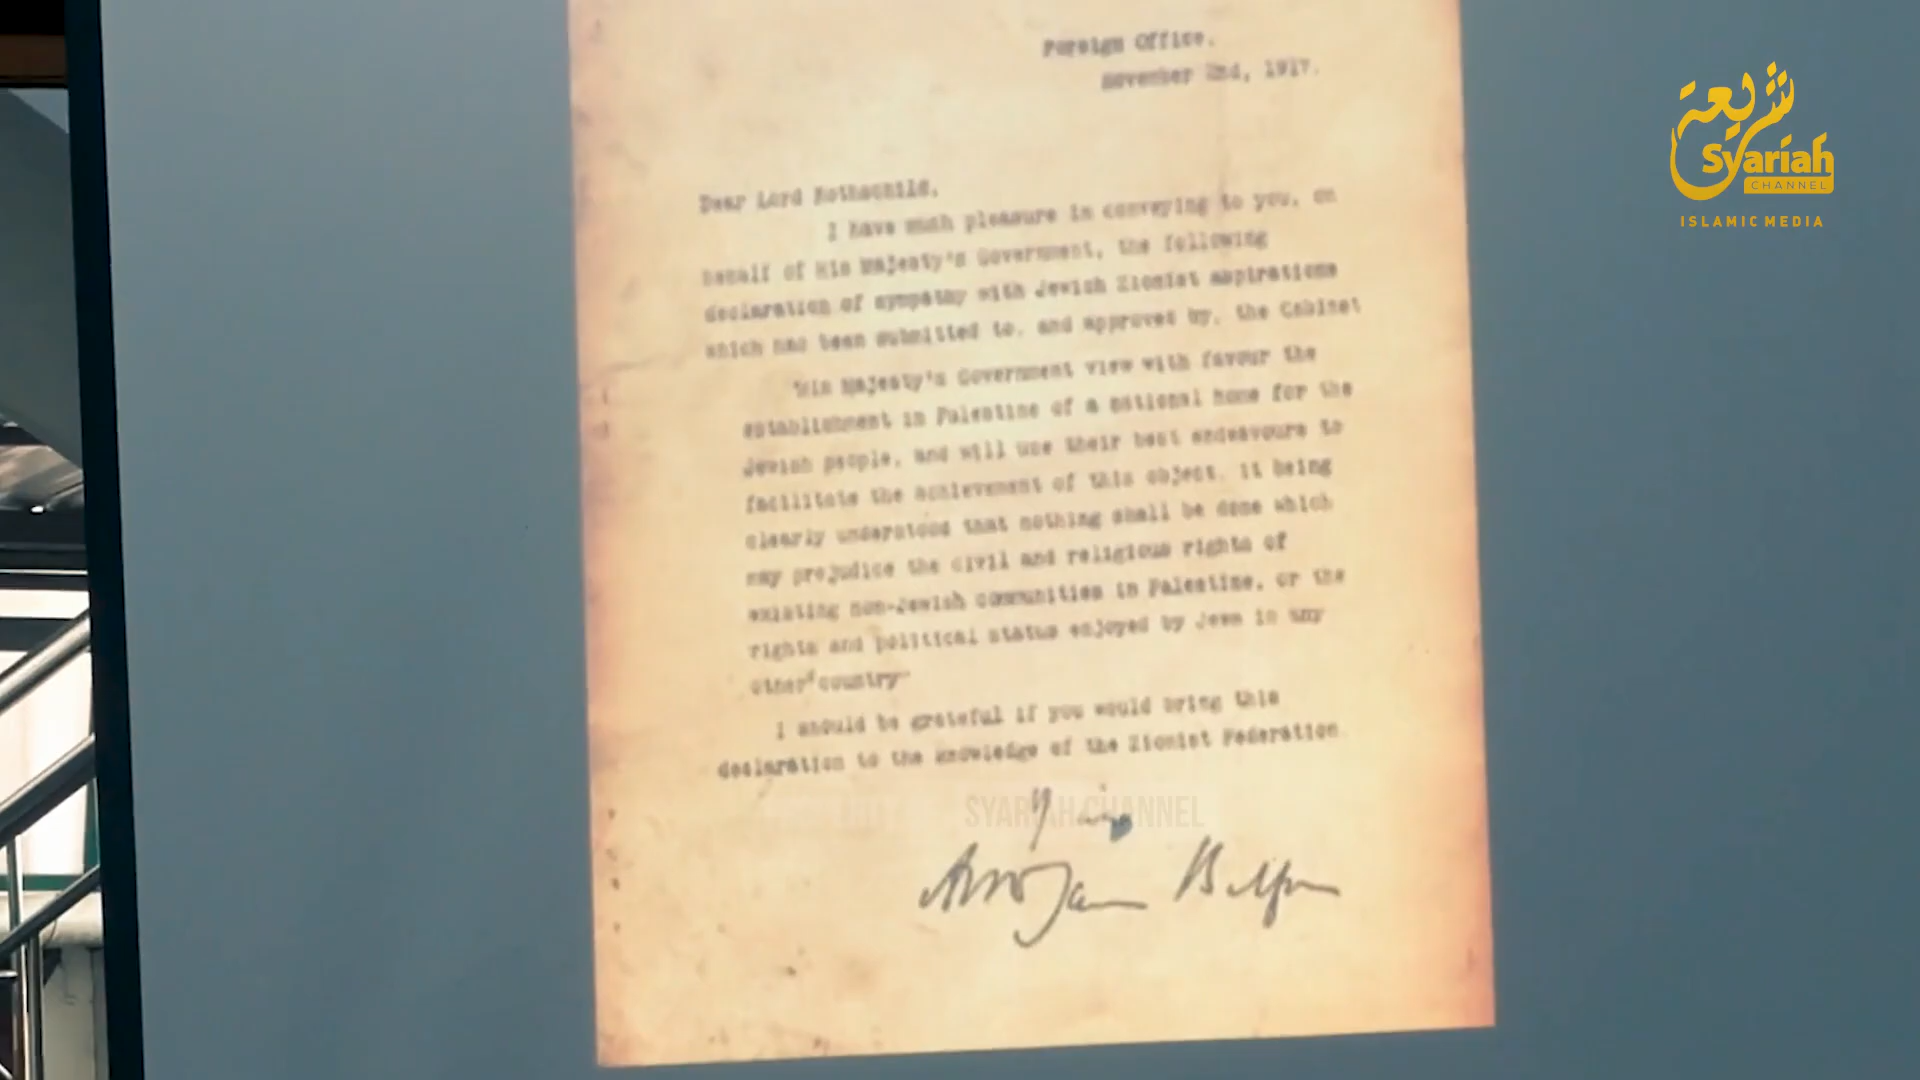 Foreign Office.
November 2nd, 1917.
شريعة
Syariah
CHANNEL
ISLAMIC MEDIA
Dear Lord Rothschild,
I have much pleasure in conveying to you, on
behalf of His Majesty's Government, the following
declaration of sympathy with Jewish Zionist aspirations
which has been submitted to, and approved by, the Cabinet
"His Majesty's Government view with favour the
establishment in Palestine of a national home for the
Jewish people, and will use their best endeavours to
facilitate the achievement of this object, it being
clearly understood that nothing shall be done which
may prejudice the civil and religious rights of
existing non-Jewish communities in Palestine, or the
rights and political status enjoyed by Jews in any
other country"
I should be grateful if you would bring this
declaration to the knowledge of the Zionist Federation.
SYARIAH CHANNEL
Arthur James Balfour